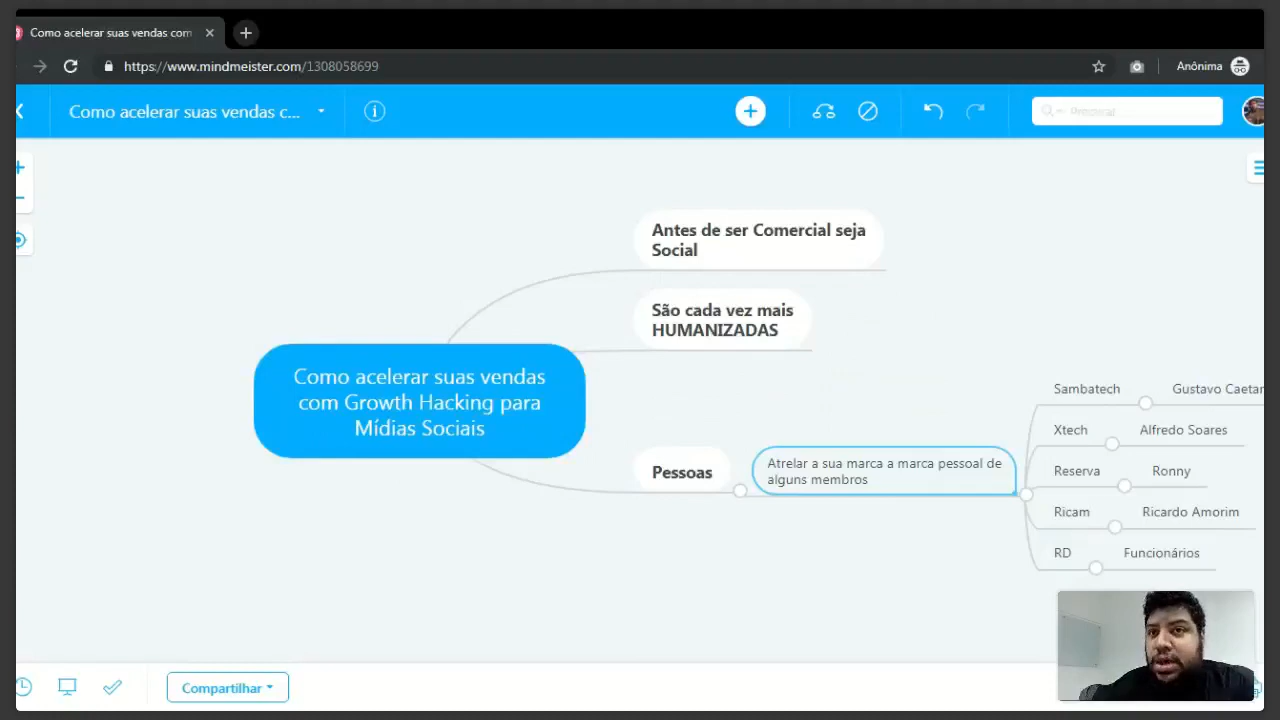 Como acelerar suas vendas com
https://www.mindmeister.com/1308058699
Anônima
Como acelerar suas vendas c...
Procurar
Antes de ser Comercial seja
Social
São cada vez mais
HUMANIZADAS
Como acelerar suas vendas
com Growth Hacking para
Mídias Sociais
Pessoas
Atrelar a sua marca a marca pessoal de
alguns membros
Sambatech
Gustavo Caetan
Xtech
Alfredo Soares
Reserva
Ronny
Ricam
Ricardo Amorim
RD
Funcionários
Compartilhar